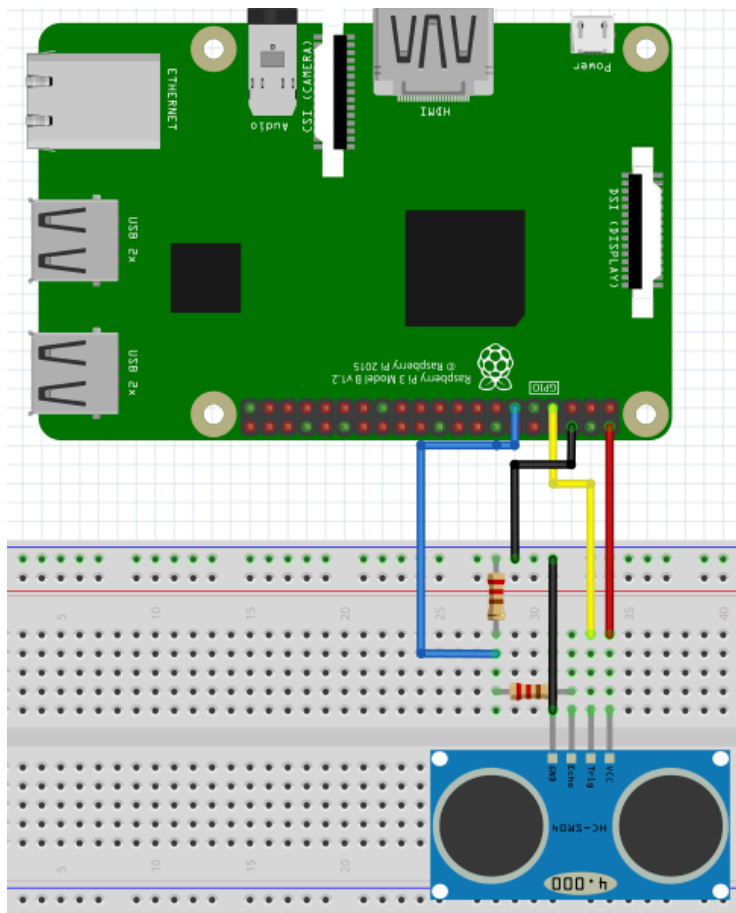 ETHERNET
Audio
CSI (CAMERA)
HDMI
Power
USB 2x
DSI (DISPLAY)
USB 2x
Raspberry Pi 3 Model B v1.2
© Raspberry Pi 2015
GPIO
5 10 15 20 25 30 35 40
GND Echo Trig VCC
HC-SR04
4.000
5 10 15 20